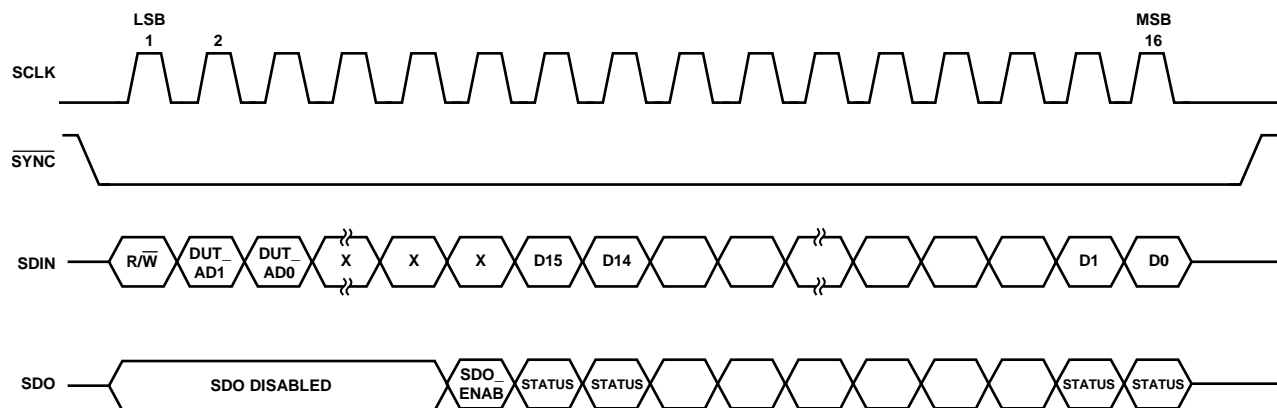 LSB MSB
1 2 16
SCLK
SYNC
SDIN R/W DUT_ AD1 DUT_ AD0 X X X D15 D14 D1 D0
SDO SDO DISABLED SDO_ ENAB STATUS STATUS STATUS STATUS